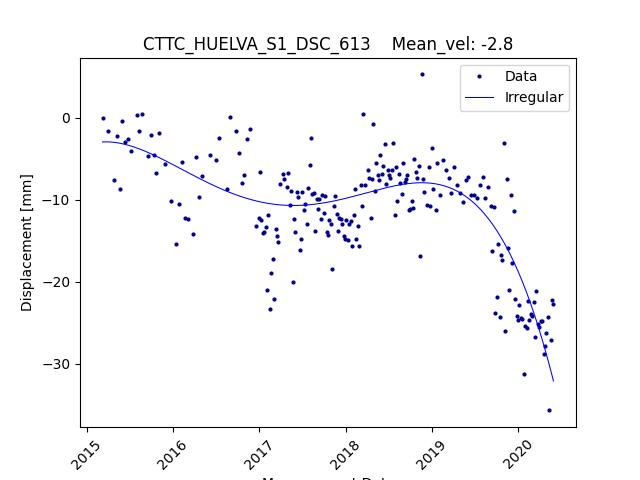 CTTC_HUELVA_S1_DSC_613    Mean_vel: -2.8
Data
Irregular
Displacement [mm]
0
−10
−20
−30
2015
2016
2017
2018
2019
2020